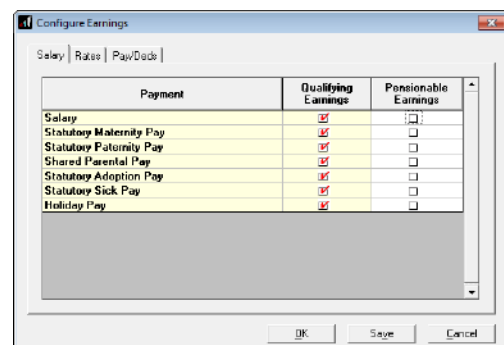 Configure Earnings
Salary Rates Pay/Deds
Payment Qualifying Earnings Pensionable Earnings
Salary
Statutory Maternity Pay
Statutory Paternity Pay
Shared Parental Pay
Statutory Adoption Pay
Statutory Sick Pay
Holiday Pay
OK Save Cancel